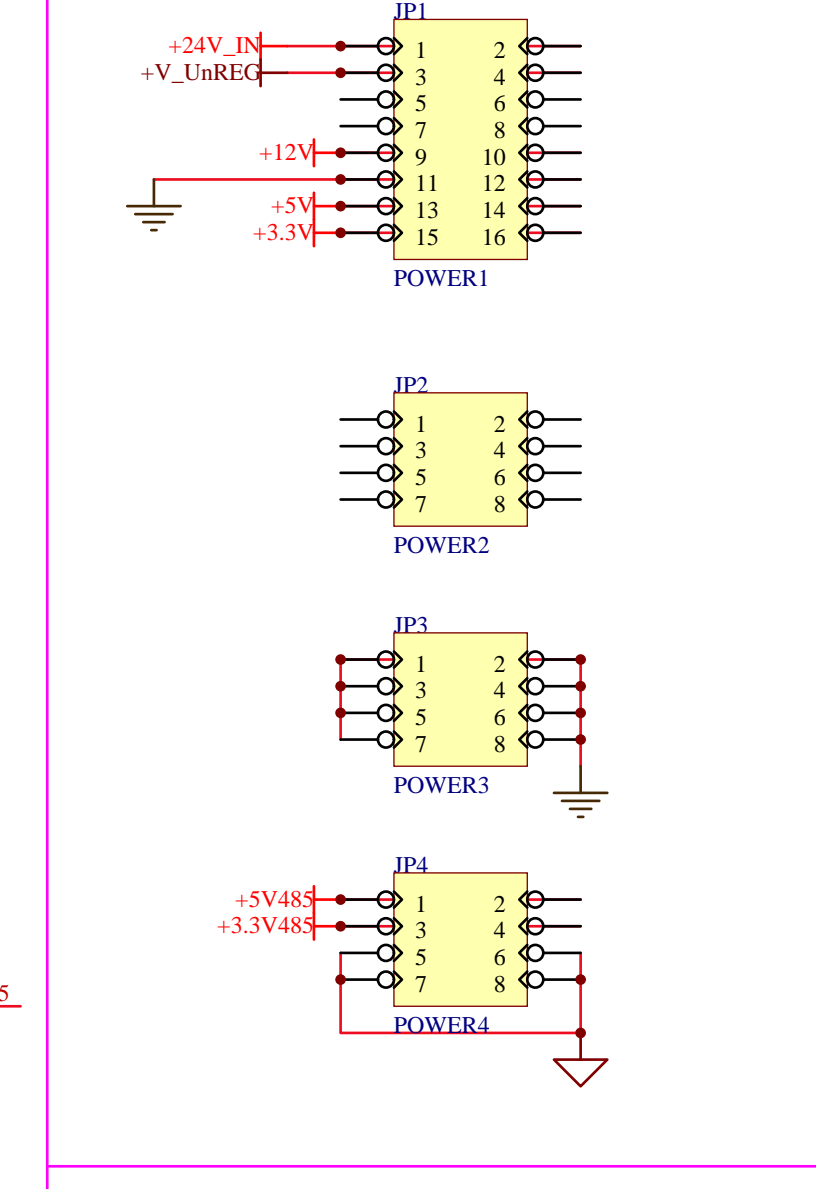 JP1
+24V_IN 1 2
+V_UnREG 3 4
5 6
7 8
+12V 9 10
11 12
+5V 13 14
+3.3V 15 16
POWER1
JP2
1 2
3 4
5 6
7 8
POWER2
JP3
1 2
3 4
5 6
7 8
POWER3
JP4
+5V485 1 2
+3.3V485 3 4
5 6
7 8
5
POWER4